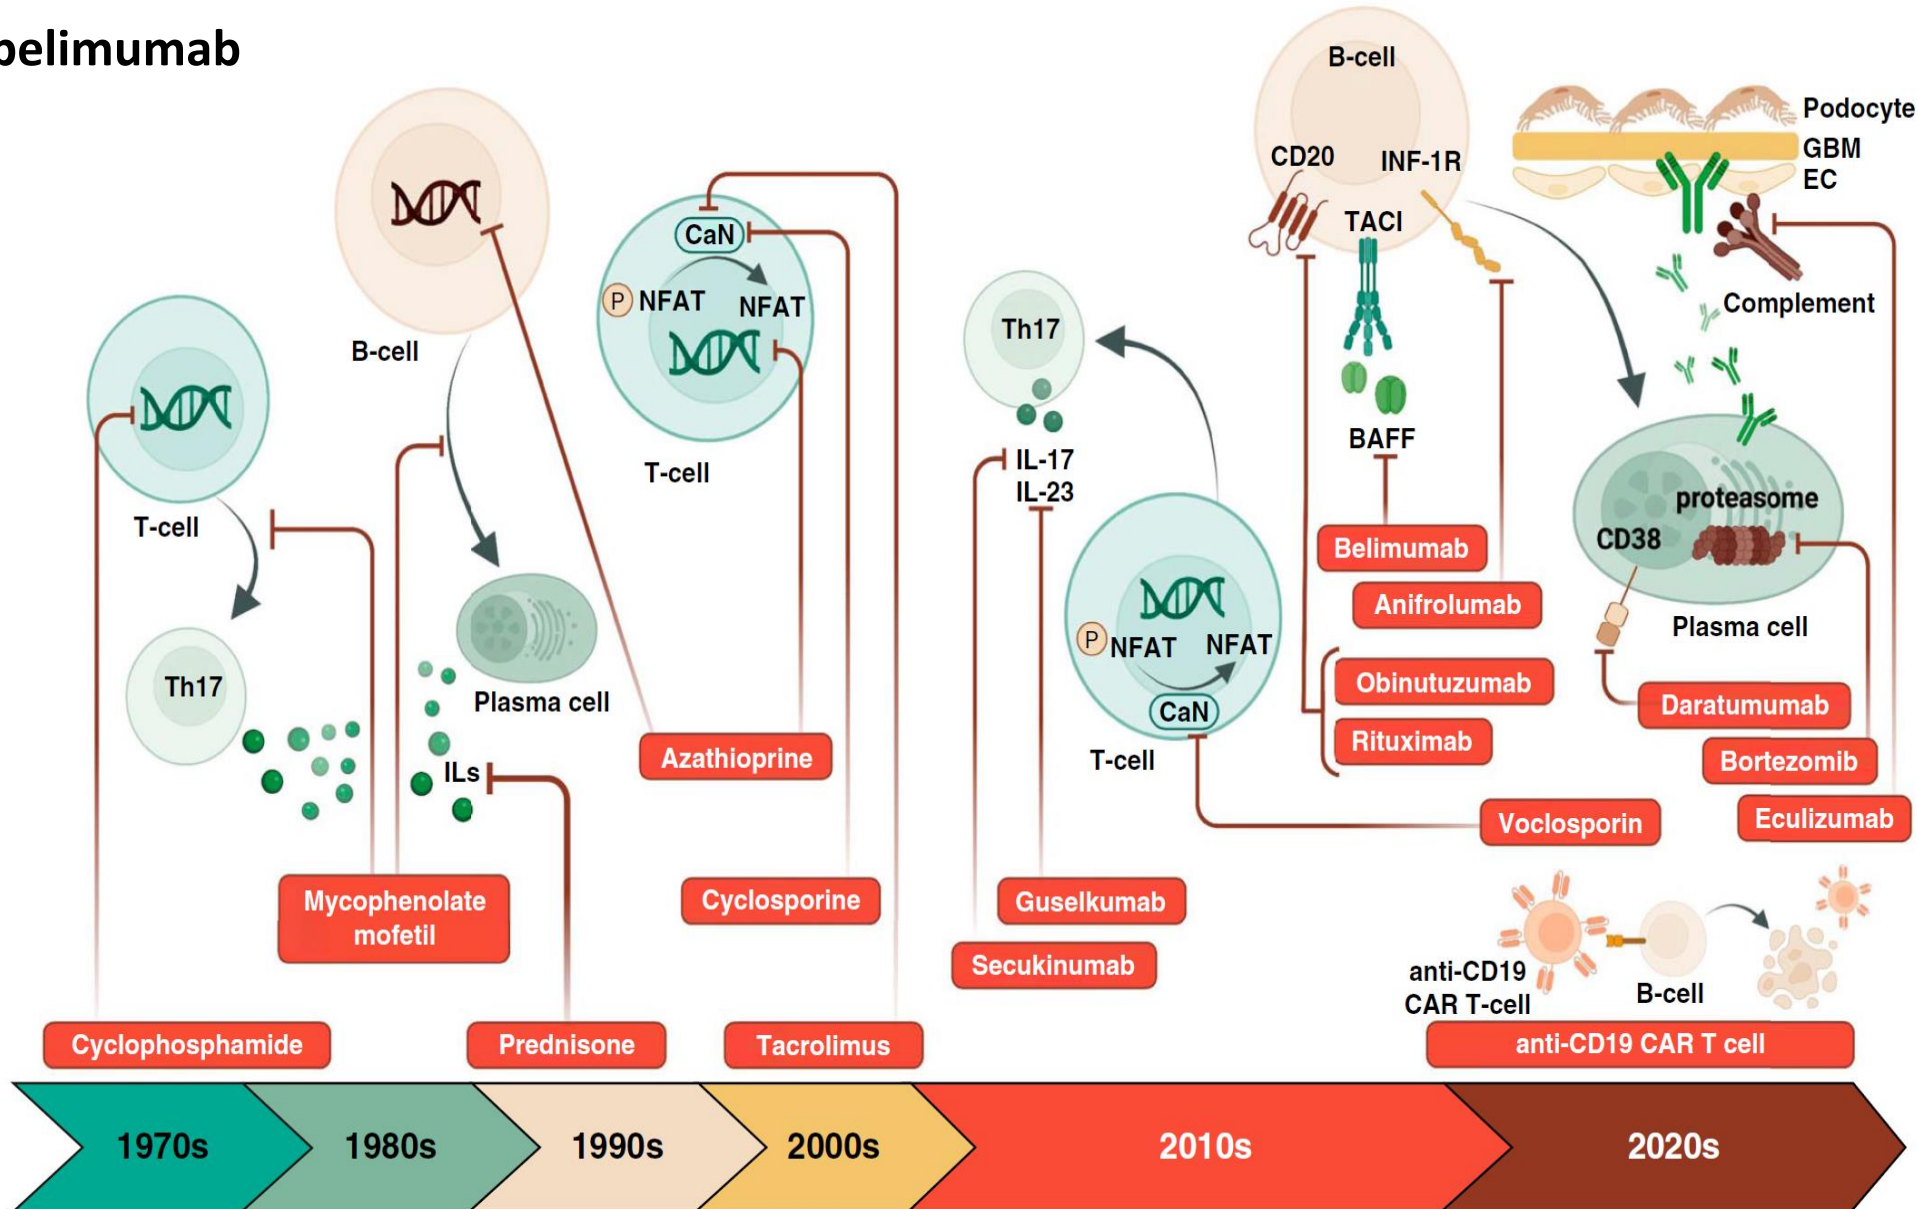 belimumab
B-cell
CD20
INF-1R
TACI
BAFF
Podocyte
GBM
EC
Complement
B-cell
CaN
P NFAT
NFAT
T-cell
T-cell
Th17
Plasma cell
ILs
Th17
IL-17
IL-23
P NFAT
NFAT
CaN
T-cell
proteasome
CD38
Plasma cell
Belimumab
Anifrolumab
Obinutuzumab
Rituximab
Daratumumab
Bortezomib
Eculizumab
Voclosporin
Azathioprine
Mycophenolate
mofetil
Cyclosporine
Guselkumab
Secukinumab
anti-CD19
CAR T-cell
B-cell
Cyclophosphamide
Prednisone
Tacrolimus
anti-CD19 CAR T cell
1970s
1980s
1990s
2000s
2010s
2020s